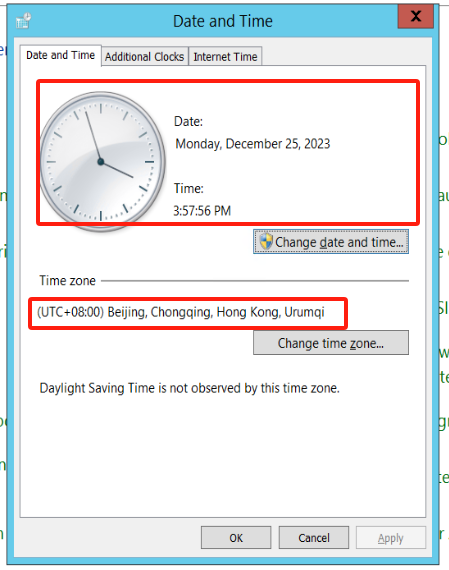 Date and Time
X
Date and Time Additional Clocks Internet Time
Date:
Monday, December 25, 2023
Time:
3:57:56 PM
Change date and time...
Time zone
(UTC+08:00) Beijing, Chongqing, Hong Kong, Urumqi
Change time zone...
Daylight Saving Time is not observed by this time zone.
OK Cancel Apply